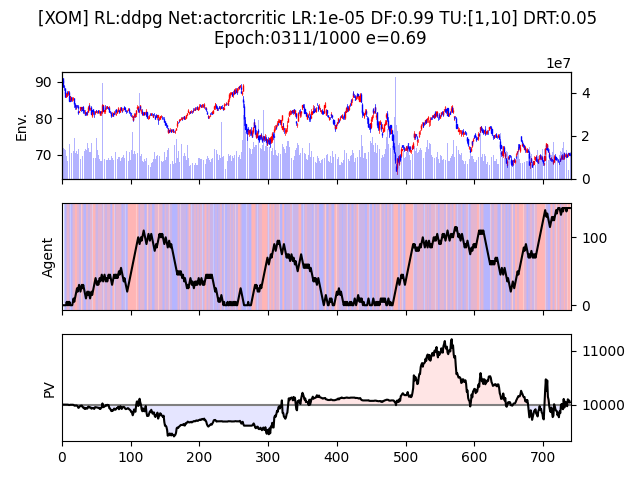 [XOM] RL:ddpg Net:actorcritic LR:1e-05 DF:0.99 TU:[1,10] DRT:0.05
Epoch:0311/1000 e=0.69
1e7
90
80
70
Env.
4
2
0
Agent
100
0
PV
11000
10000
0 100 200 300 400 500 600 700